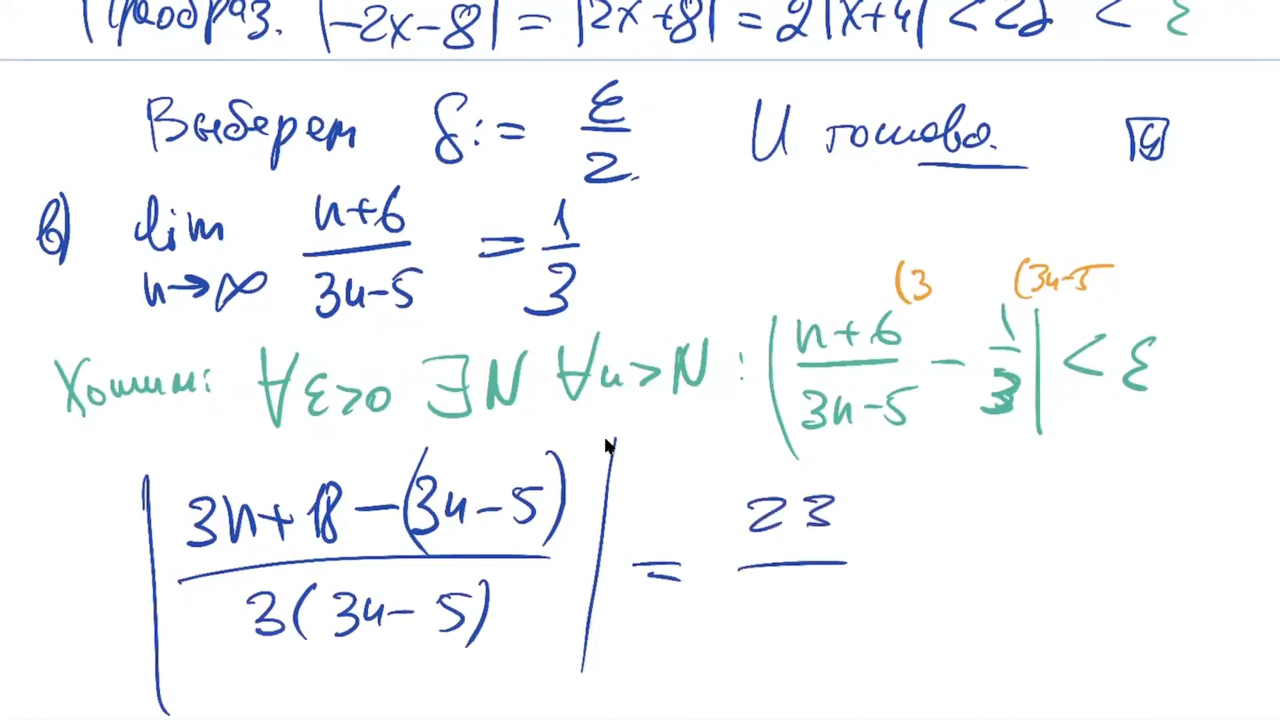 Преобраз. |-2x-8| = |2x+8| = 2|x+4| < 2δ < ε
Выберем δ := ε/2. И готово.
в) lim n→∞ (n+6)/(3n-5) = 1/3
(3 (3n-5
Хотим: ∀ε>0 ∃N ∀n>N : |(n+6)/(3n-5) - 1/3| < ε
|(3n+18-(3n-5))/(3(3n-5))| = 23/